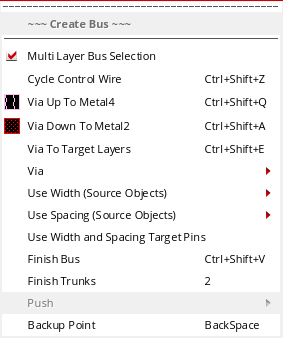 ~~~ Create Bus ~~~
Multi Layer Bus Selection
Cycle Control Wire Ctrl+Shift+Z
Via Up To Metal4 Ctrl+Shift+Q
Via Down To Metal2 Ctrl+Shift+A
Via To Target Layers Ctrl+Shift+E
Via
Use Width (Source Objects)
Use Spacing (Source Objects)
Use Width and Spacing Target Pins
Finish Bus Ctrl+Shift+V
Finish Trunks 2
Push
Backup Point BackSpace